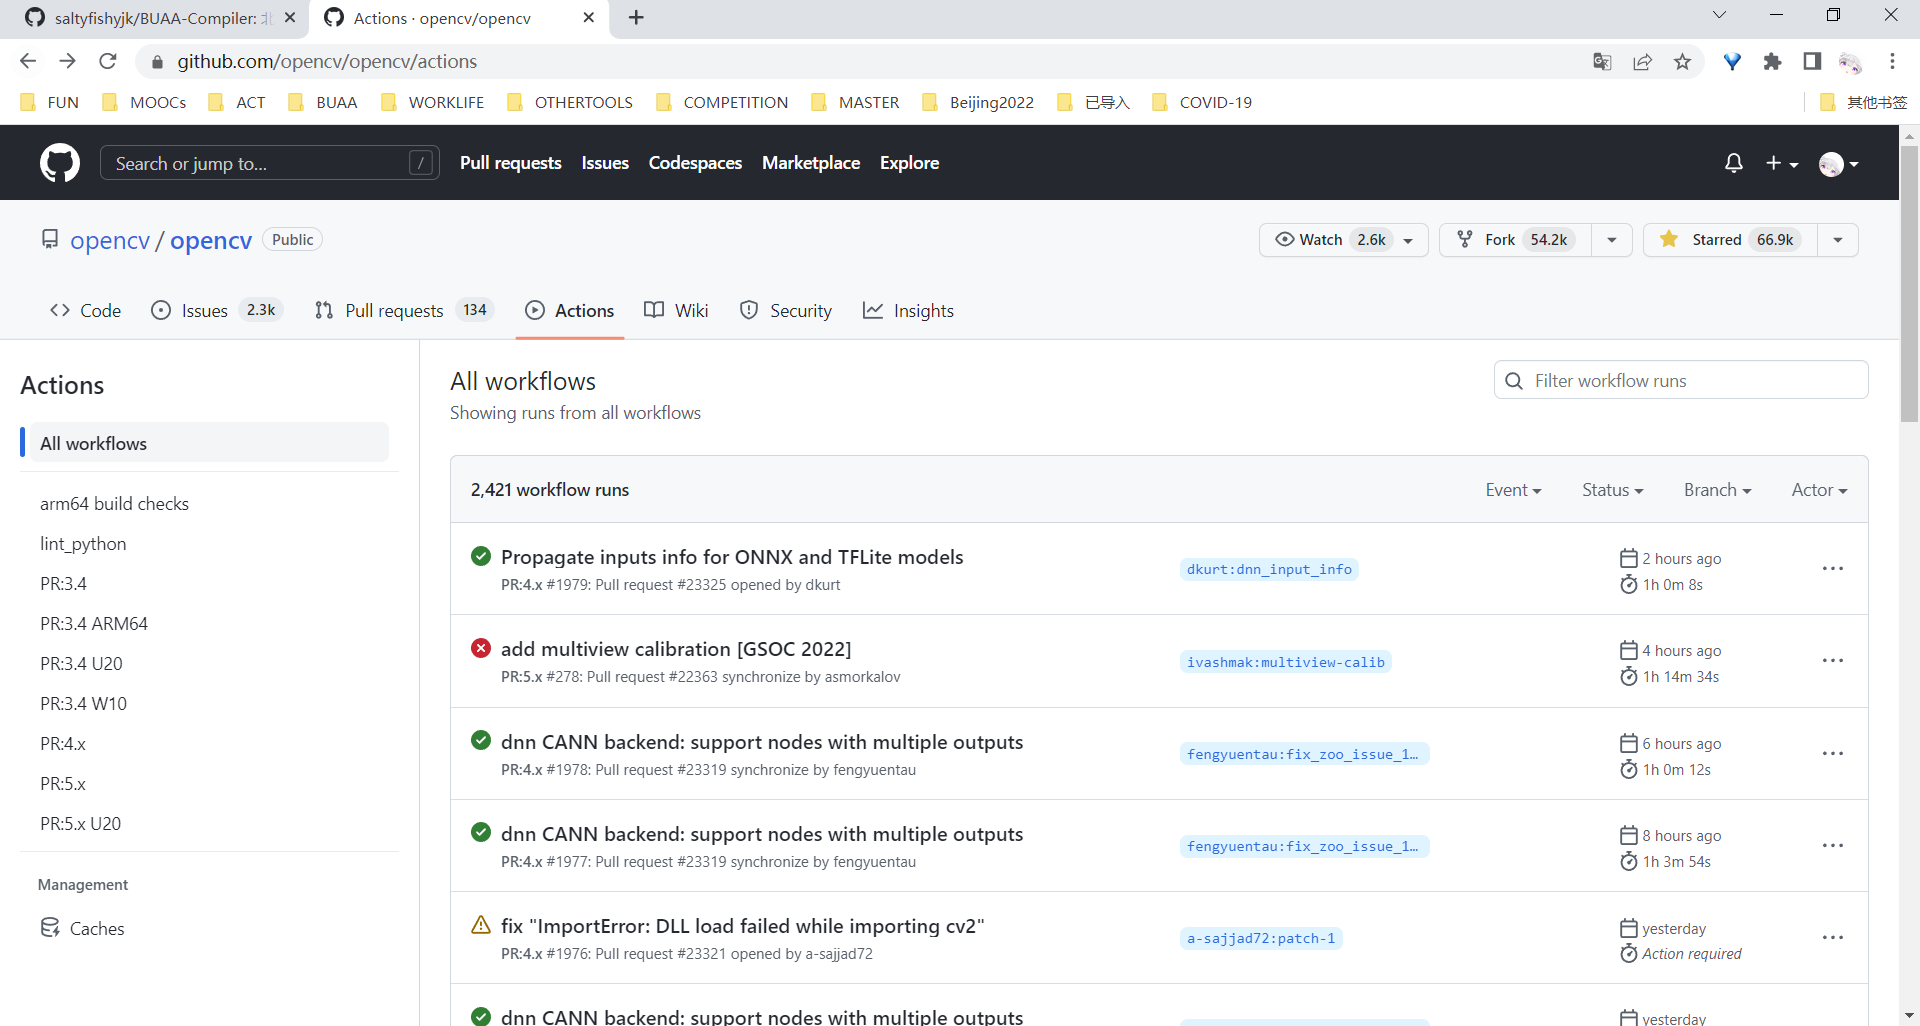 saltyfishyjk/BUAA-Compiler: 北
Actions · opencv/opencv
github.com/opencv/opencv/actions
FUN MOOCs ACT BUAA WORKLIFE OTHERTOOLS COMPETITION MASTER Beijing2022 已导入 COVID-19 其他书签
Search or jump to... /
Pull requests Issues Codespaces Marketplace Explore
opencv / opencv Public
Watch 2.6k Fork 54.2k Starred 66.9k
Code Issues 2.3k Pull requests 134 Actions Wiki Security Insights
Actions
All workflows
arm64 build checks
lint_python
PR:3.4
PR:3.4 ARM64
PR:3.4 U20
PR:3.4 W10
PR:4.x
PR:5.x
PR:5.x U20
Management
Caches
All workflows
Showing runs from all workflows
Filter workflow runs
2,421 workflow runs
Event Status Branch Actor
Propagate inputs info for ONNX and TFLite models
PR:4.x #1979: Pull request #23325 opened by dkurt
dkurt:dnn_input_info
2 hours ago
1h 0m 8s
add multiview calibration [GSOC 2022]
PR:5.x #278: Pull request #22363 synchronize by asmorkalov
ivashmak:multiview-calib
4 hours ago
1h 14m 34s
dnn CANN backend: support nodes with multiple outputs
PR:4.x #1978: Pull request #23319 synchronize by fengyuentau
fengyuentau:fix_zoo_issue_1…
6 hours ago
1h 0m 12s
dnn CANN backend: support nodes with multiple outputs
PR:4.x #1977: Pull request #23319 synchronize by fengyuentau
fengyuentau:fix_zoo_issue_1…
8 hours ago
1h 3m 54s
fix "ImportError: DLL load failed while importing cv2"
PR:4.x #1976: Pull request #23321 opened by a-sajjad72
a-sajjad72:patch-1
yesterday
Action required
dnn CANN backend: support nodes with multiple outputs
yesterday